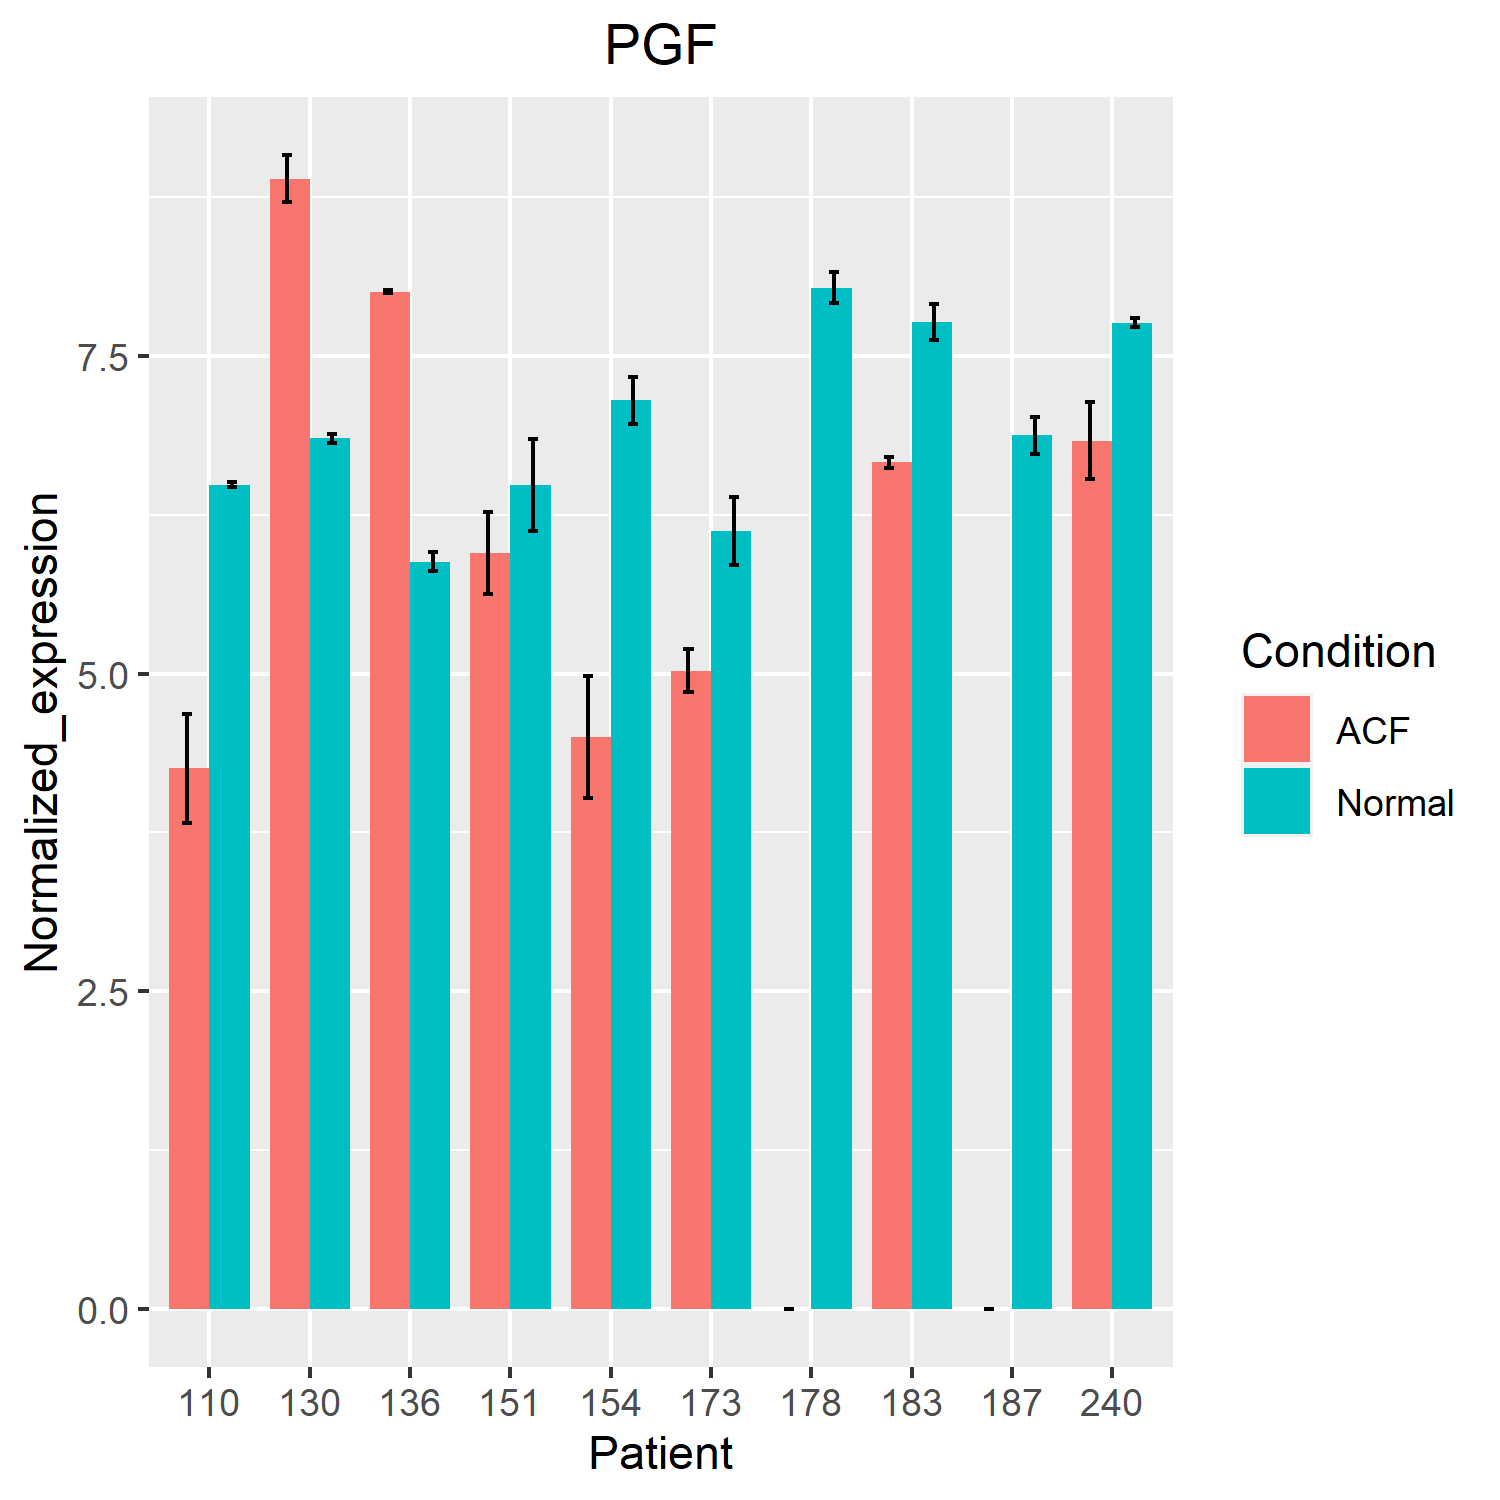 PGF
Normalized_expression
7.5
5.0
2.5
0.0
110 130 136 151 154 173 178 183 187 240
Patient
Condition
ACF
Normal